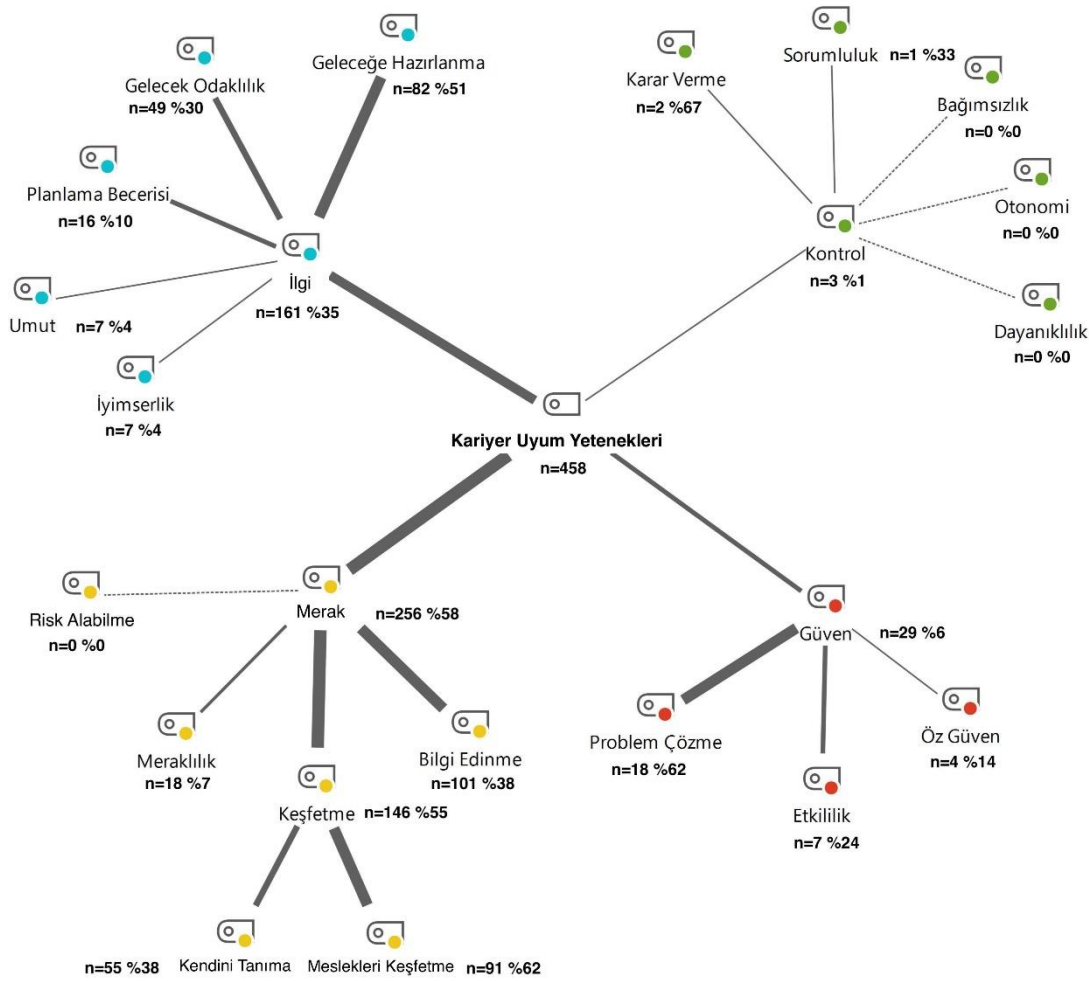 Geleceğe Hazırlanma
n=82 %51
Gelecek Odaklılık
n=49 %30
Planlama Becerisi
n=16 %10
Umut n=7 %4
İyimserlik
n=7 %4
İlgi
n=161 %35
Karar Verme
n=2 %67
Sorumluluk n=1 %33
Bağımsızlık
n=0 %0
Otonomi
n=0 %0
Dayanıklılık
n=0 %0
Kontrol
n=3 %1
Kariyer Uyum Yetenekleri
n=458
Merak n=256 %58
Risk Alabilme
n=0 %0
Meraklılık
n=18 %7
Bilgi Edinme
n=101 %38
Keşfetme n=146 %55
n=55 %38 Kendini Tanıma
Meslekleri Keşfetme n=91 %62
Güven n=29 %6
Problem Çözme
n=18 %62
Etkililik
n=7 %24
Öz Güven
n=4 %14